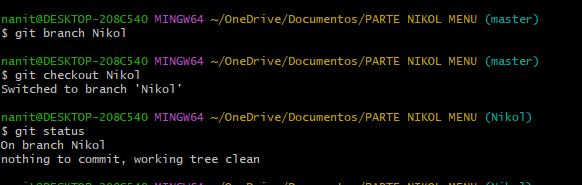 nanit@DESKTOP-208C540 MINGW64 ~/OneDrive/Documentos/PARTE NIKOL MENU (master)
$ git branch Nikol
nanit@DESKTOP-208C540 MINGW64 ~/OneDrive/Documentos/PARTE NIKOL MENU (master)
$ git checkout Nikol
Switched to branch 'Nikol'
nanit@DESKTOP-208C540 MINGW64 ~/OneDrive/Documentos/PARTE NIKOL MENU (Nikol)
$ git status
On branch Nikol
nothing to commit, working tree clean